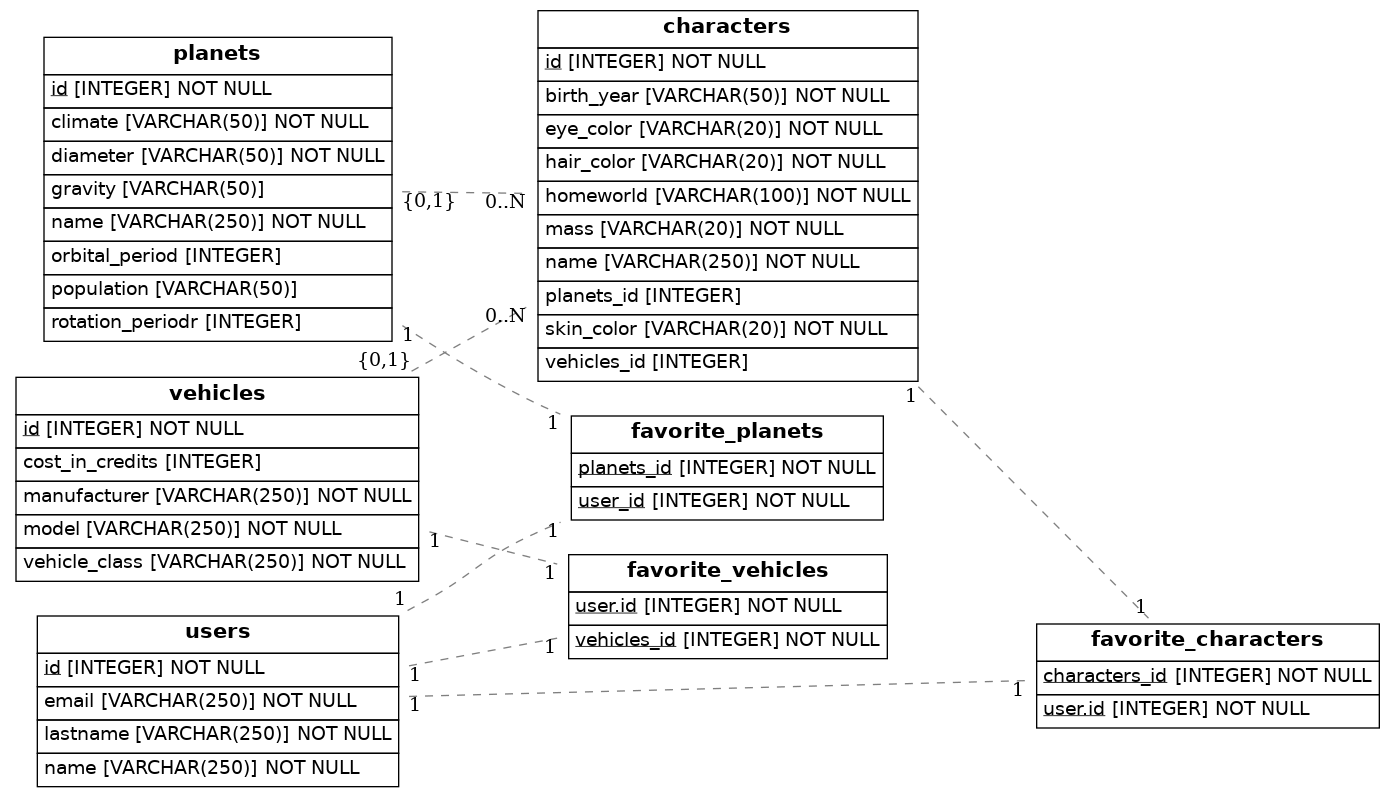 planets
id [INTEGER] NOT NULL
climate [VARCHAR(50)] NOT NULL
diameter [VARCHAR(50)] NOT NULL
gravity [VARCHAR(50)]
name [VARCHAR(250)] NOT NULL
orbital_period [INTEGER]
population [VARCHAR(50)]
rotation_periodr [INTEGER]
characters
id [INTEGER] NOT NULL
birth_year [VARCHAR(50)] NOT NULL
eye_color [VARCHAR(20)] NOT NULL
hair_color [VARCHAR(20)] NOT NULL
homeworld [VARCHAR(100)] NOT NULL
mass [VARCHAR(20)] NOT NULL
name [VARCHAR(250)] NOT NULL
planets_id [INTEGER]
skin_color [VARCHAR(20)] NOT NULL
vehicles_id [INTEGER]
{0,1}
0..N
0..N
{0,1}
1
1
1
vehicles
id [INTEGER] NOT NULL
cost_in_credits [INTEGER]
manufacturer [VARCHAR(250)] NOT NULL
model [VARCHAR(250)] NOT NULL
vehicle_class [VARCHAR(250)] NOT NULL
favorite_planets
planets_id [INTEGER] NOT NULL
user_id [INTEGER] NOT NULL
1
1
1
1
favorite_vehicles
user.id [INTEGER] NOT NULL
vehicles_id [INTEGER] NOT NULL
users
id [INTEGER] NOT NULL
email [VARCHAR(250)] NOT NULL
lastname [VARCHAR(250)] NOT NULL
name [VARCHAR(250)] NOT NULL
1
1
1
1
1
favorite_characters
characters_id [INTEGER] NOT NULL
user.id [INTEGER] NOT NULL